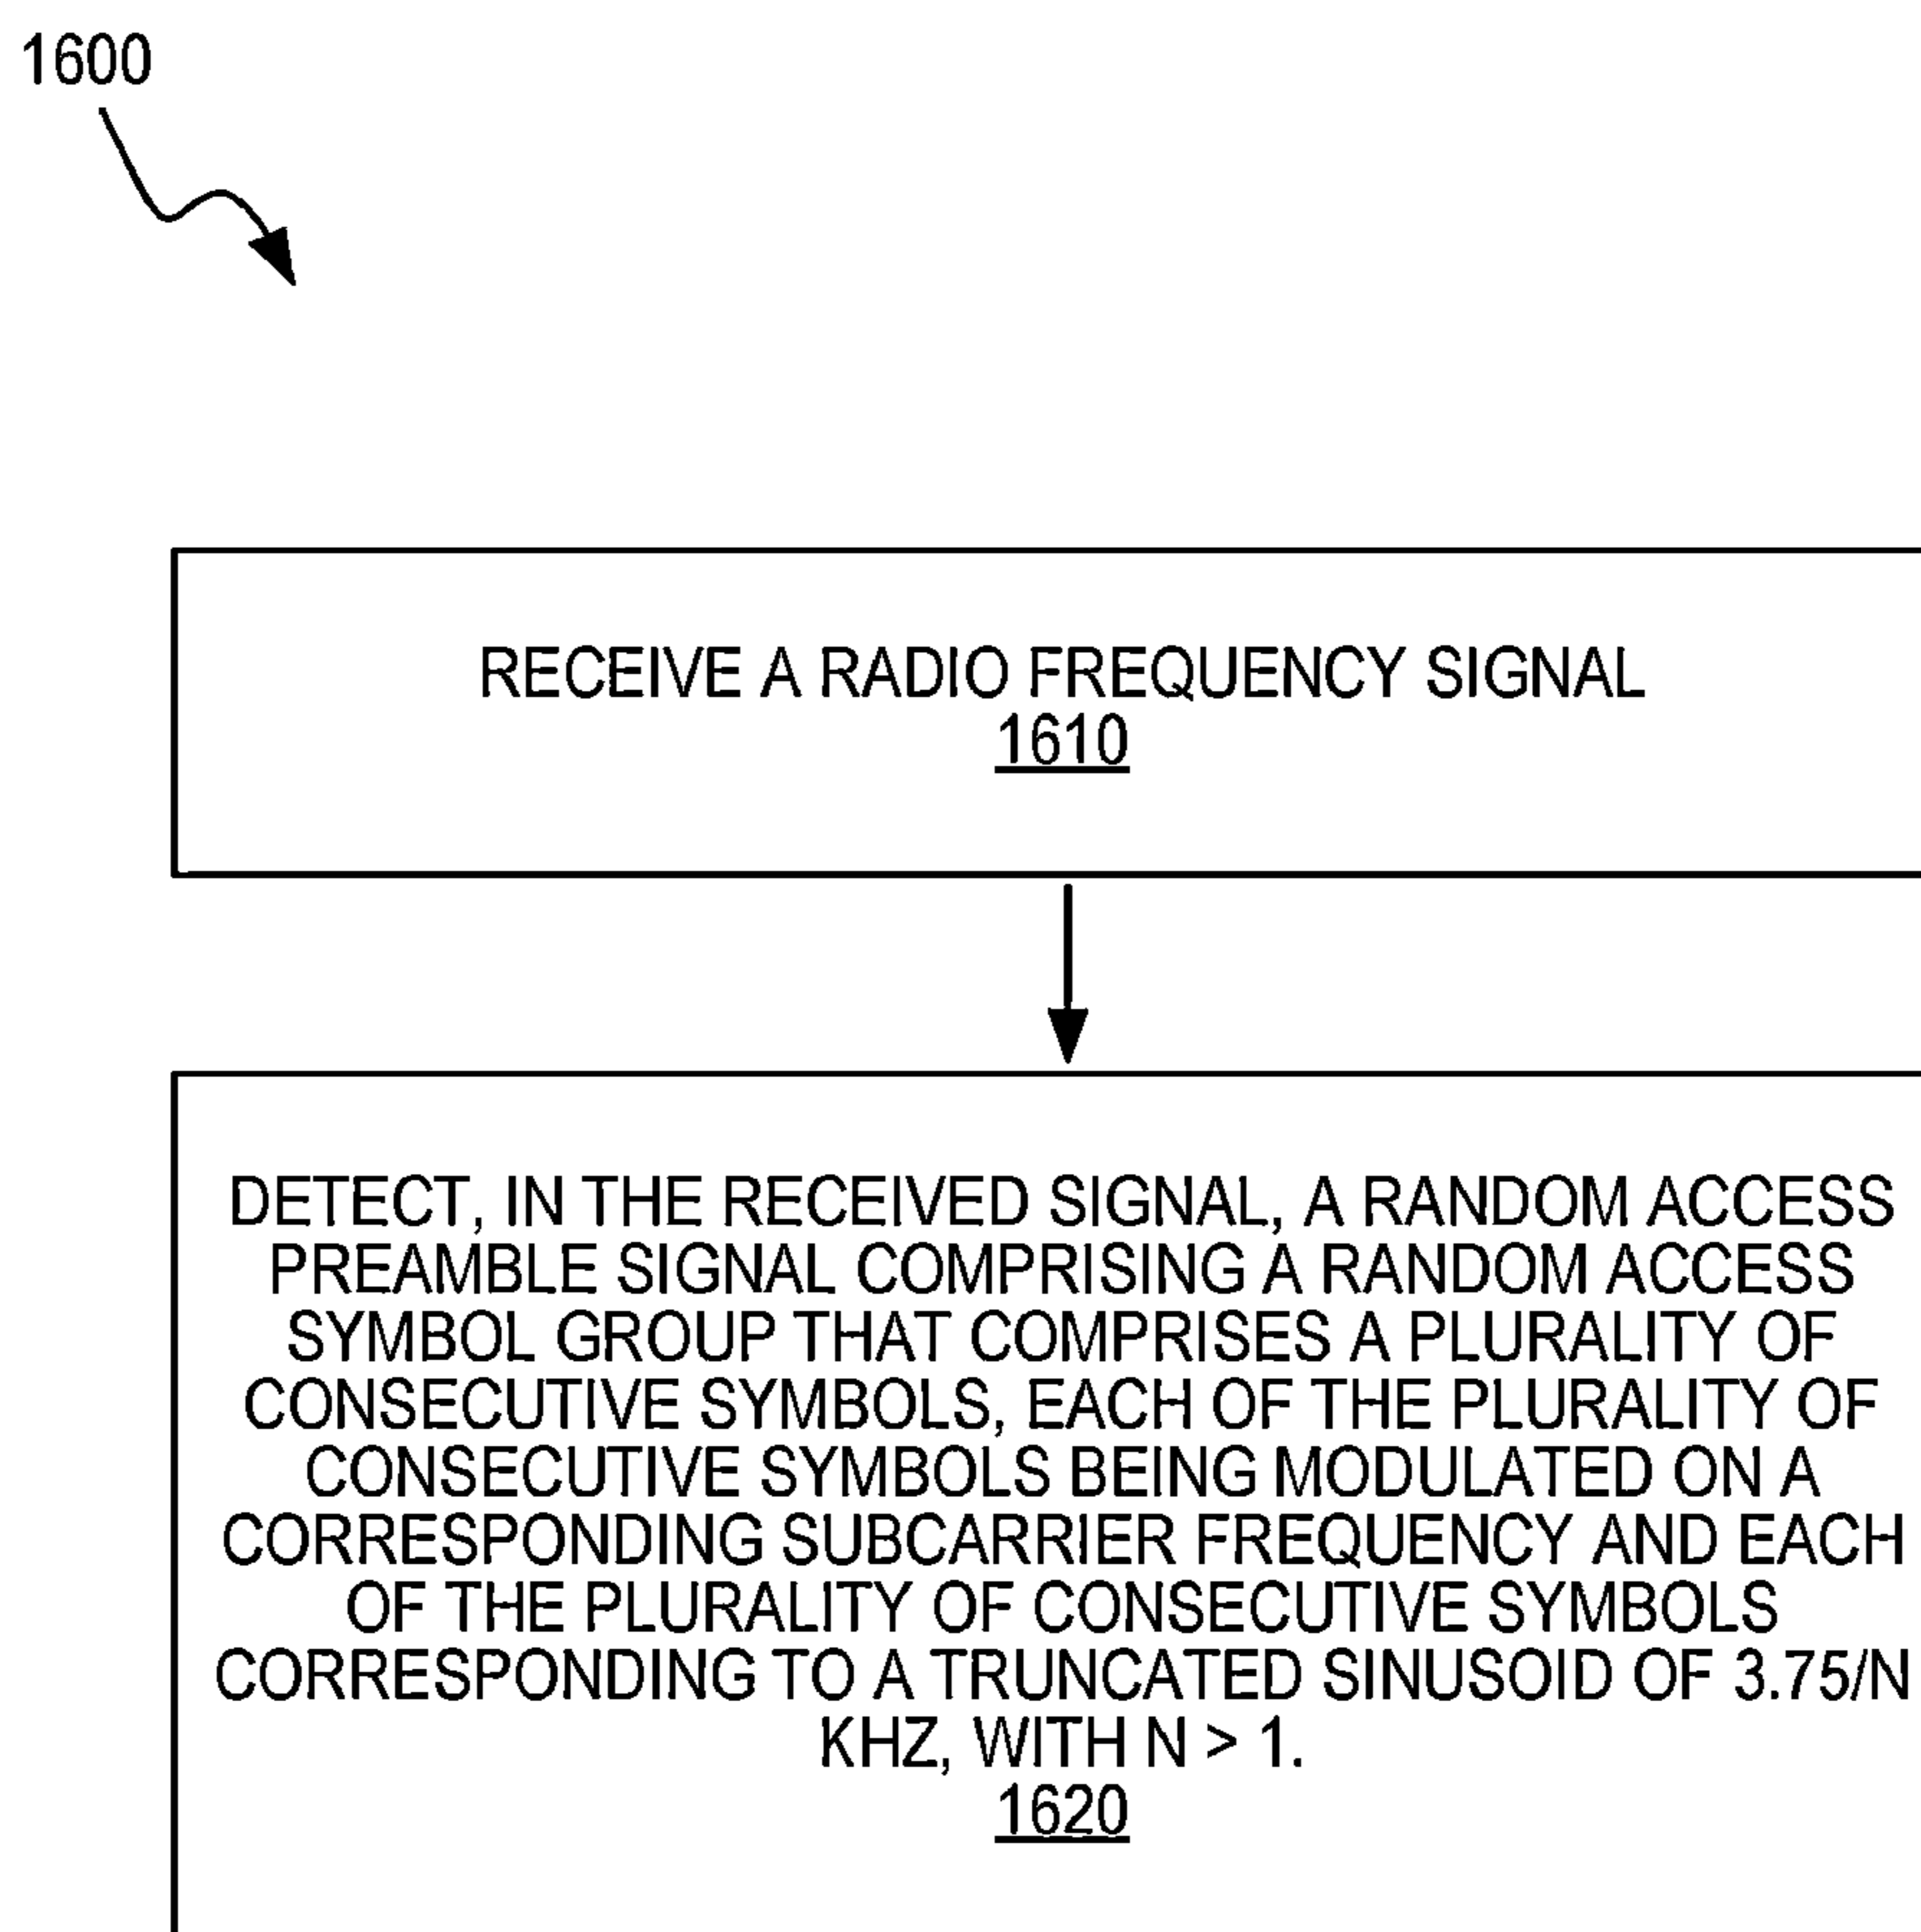 1600
RECEIVE A RADIO FREQUENCY SIGNAL
1610
DETECT, IN THE RECEIVED SIGNAL, A RANDOM ACCESS
PREAMBLE SIGNAL COMPRISING A RANDOM ACCESS
SYMBOL GROUP THAT COMPRISES A PLURALITY OF
CONSECUTIVE SYMBOLS, EACH OF THE PLURALITY OF
CONSECUTIVE SYMBOLS BEING MODULATED ON A
CORRESPONDING SUBCARRIER FREQUENCY AND EACH
OF THE PLURALITY OF CONSECUTIVE SYMBOLS
CORRESPONDING TO A TRUNCATED SINUSOID OF 3.75/N
KHZ, WITH N > 1.
1620